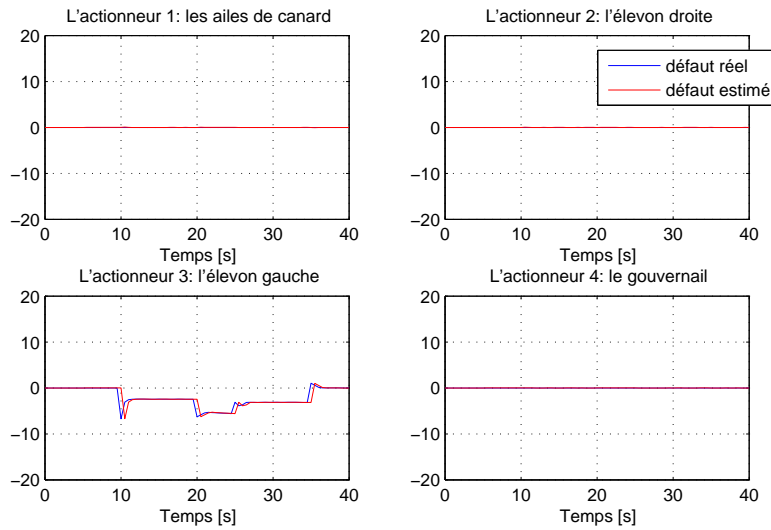 L'actionneur 1: les ailes de canard
20
10
0
−10
−20
0 10 20 30 40
Temps [s]
L'actionneur 2: l'élevon droite
20
10
0
−10
−20
0 10 20 30 40
Temps [s]
défaut réel
défaut estimé
L'actionneur 3: l'élevon gauche
20
10
0
−10
−20
0 10 20 30 40
Temps [s]
L'actionneur 4: le gouvernail
20
10
0
−10
−20
0 10 20 30 40
Temps [s]